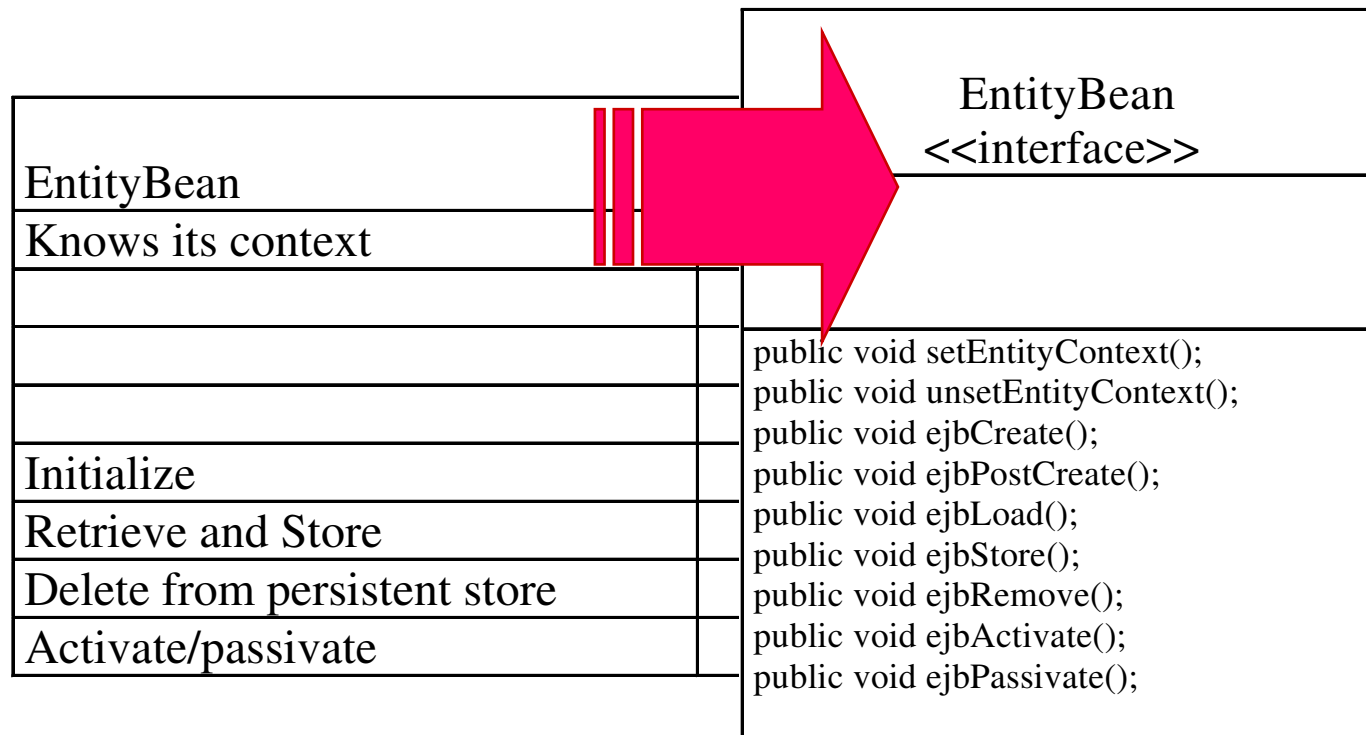 EntityBean
Knows its context
Initialize
Retrieve and Store
Delete from persistent store
Activate/passivate
EntityBean
<<interface>>
public void setEntityContext();
public void unsetEntityContext();
public void ejbCreate();
public void ejbPostCreate();
public void ejbLoad();
public void ejbStore();
public void ejbRemove();
public void ejbActivate();
public void ejbPassivate();